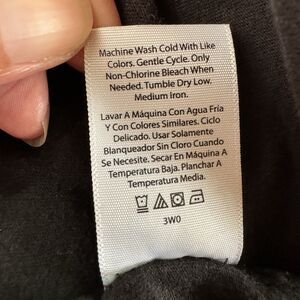 Machine Wash Cold With Like
Colors. Gentle Cycle. Only
Non-Chlorine Bleach When
Needed. Tumble Dry Low.
Medium Iron.
Lavar A Máquina Con Agua Fría
Y Con Colores Similares. Ciclo
Delicado. Usar Solamente
Blanqueador Sin Cloro Cuando
Se Necesite. Secar En Máquina A
Temperatura Baja. Planchar A
Temperatura Media.
3W0